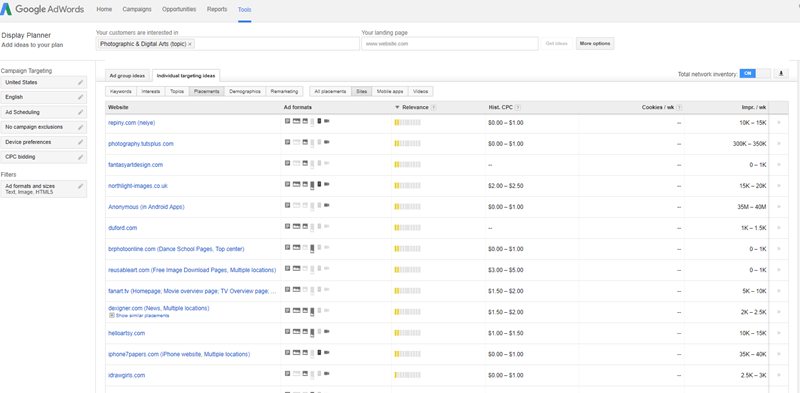 Google AdWords Home Campaigns Opportunities Reports Tools
Display Planner
Add ideas to your plan
Your customers are interested in
Photographic & Digital Arts (topic) ×
Your landing page
www.website.com
Get ideas
More options
Campaign Targeting
United States
English
Ad Scheduling
No campaign exclusions
Device preferences
CPC bidding
Filters
Ad formats and sizes
Text, Image. HTML5
Ad group ideas Individual targeting ideas
Total network inventory: ON
Keywords Interests Topics Placements Demographics Remarketing All placements Sites Mobile apps Videos
Website Ad formats Relevance ? Hist. CPC Cookies / wk ? Impr. / wk
repiny.com (neiye) $0.00 – $1.00 -- 10K – 15K »
photography.tutsplus.com $0.00 – $1.00 -- 300K – 350K »
fantasyartdesign.com -- -- 0 – 1K »
northlight-images.co.uk $2.00 – $2.50 -- 15K – 20K »
Anonymous (in Android Apps) $0.00 – $1.00 -- 35M – 40M »
duford.com -- -- 1K – 1.5K »
brphotoonline.com (Dance School Pages, Top center) $0.00 – $1.00 -- 0 – 1K »
reusableart.com (Free Image Download Pages, Multiple locations) $3.00 – $5.00 -- 0 – 1K »
fanart.tv (Homepage; Movie overview page; TV Overview page; ... $1.50 – $2.00 -- 5K – 10K »
dexigner.com (News, Multiple locations) $1.50 – $2.00 -- 2K – 2.5K »
Show similar placements
helloartsy.com $1.00 – $1.50 -- 10K – 15K »
iphone7papers.com (iPhone website, Multiple locations) $0.00 – $1.00 -- 35K – 40K »
idrawgirls.com $0.00 – $1.00 -- 2.5K – 3K »